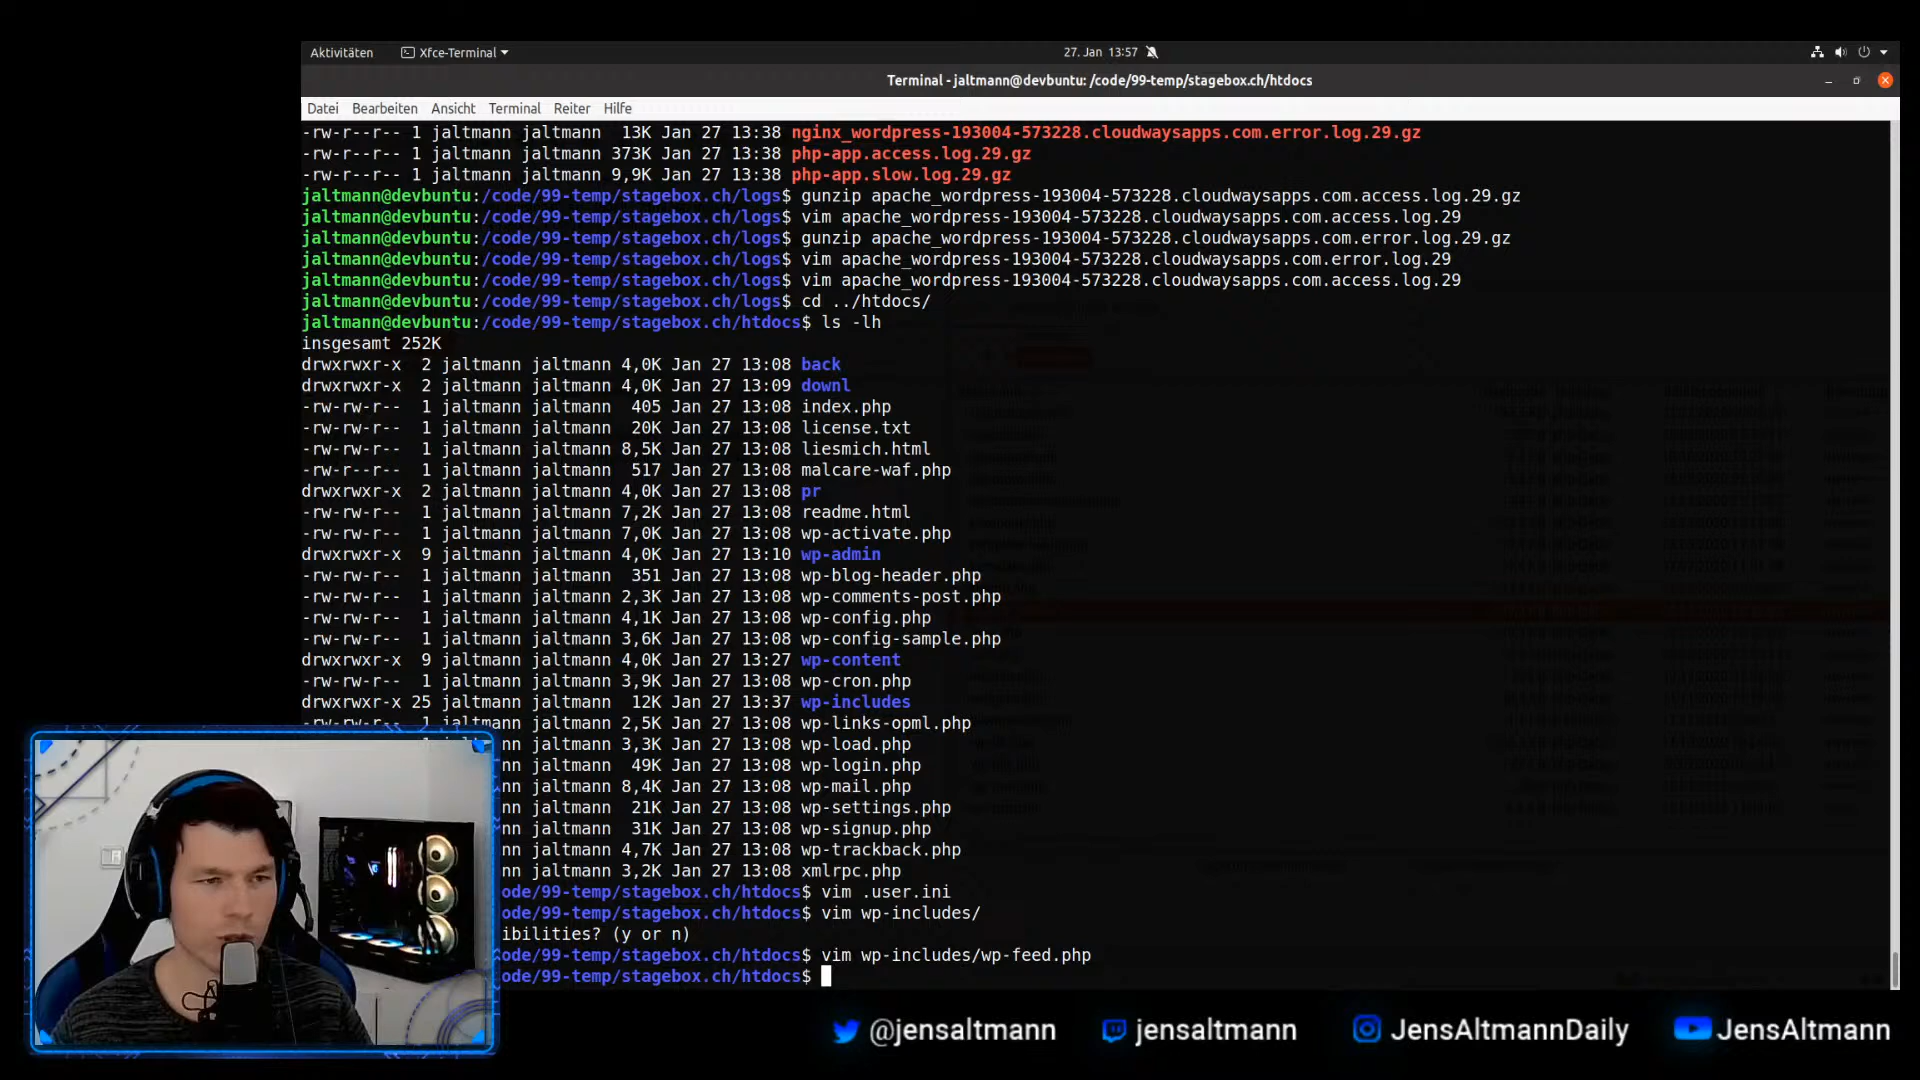 Aktivitäten Xfce-Terminal 27. Jan 13:57
Terminal - jaltmann@devbuntu: /code/99-temp/stagebox.ch/htdocs
Datei Bearbeiten Ansicht Terminal Reiter Hilfe
-rw-r--r-- 1 jaltmann jaltmann  13K Jan 27 13:38 nginx_wordpress-193004-573228.cloudwaysapps.com.error.log.29.gz
-rw-r--r-- 1 jaltmann jaltmann 373K Jan 27 13:38 php-app.access.log.29.gz
-rw-r--r-- 1 jaltmann jaltmann 9,9K Jan 27 13:38 php-app.slow.log.29.gz
jaltmann@devbuntu:/code/99-temp/stagebox.ch/logs$ gunzip apache_wordpress-193004-573228.cloudwaysapps.com.access.log.29.gz
jaltmann@devbuntu:/code/99-temp/stagebox.ch/logs$ vim apache_wordpress-193004-573228.cloudwaysapps.com.access.log.29
jaltmann@devbuntu:/code/99-temp/stagebox.ch/logs$ gunzip apache_wordpress-193004-573228.cloudwaysapps.com.error.log.29.gz
jaltmann@devbuntu:/code/99-temp/stagebox.ch/logs$ vim apache_wordpress-193004-573228.cloudwaysapps.com.error.log.29
jaltmann@devbuntu:/code/99-temp/stagebox.ch/logs$ vim apache_wordpress-193004-573228.cloudwaysapps.com.access.log.29
jaltmann@devbuntu:/code/99-temp/stagebox.ch/logs$ cd ../htdocs/
jaltmann@devbuntu:/code/99-temp/stagebox.ch/htdocs$ ls -lh
insgesamt 252K
drwxrwxr-x  2 jaltmann jaltmann 4,0K Jan 27 13:08 back
drwxrwxr-x  2 jaltmann jaltmann 4,0K Jan 27 13:09 downl
-rw-rw-r--  1 jaltmann jaltmann  405 Jan 27 13:08 index.php
-rw-rw-r--  1 jaltmann jaltmann  20K Jan 27 13:08 license.txt
-rw-rw-r--  1 jaltmann jaltmann 8,5K Jan 27 13:08 liesmich.html
-rw-rw-r--  1 jaltmann jaltmann  517 Jan 27 13:08 malcare-waf.php
drwxrwxr-x  2 jaltmann jaltmann 4,0K Jan 27 13:08 pr
-rw-rw-r--  1 jaltmann jaltmann 7,2K Jan 27 13:08 readme.html
-rw-rw-r--  1 jaltmann jaltmann 7,0K Jan 27 13:08 wp-activate.php
drwxrwxr-x  9 jaltmann jaltmann 4,0K Jan 27 13:10 wp-admin
-rw-rw-r--  1 jaltmann jaltmann  351 Jan 27 13:08 wp-blog-header.php
-rw-rw-r--  1 jaltmann jaltmann 2,3K Jan 27 13:08 wp-comments-post.php
-rw-rw-r--  1 jaltmann jaltmann 4,1K Jan 27 13:08 wp-config.php
-rw-rw-r--  1 jaltmann jaltmann 3,6K Jan 27 13:08 wp-config-sample.php
drwxrwxr-x  9 jaltmann jaltmann 4,0K Jan 27 13:27 wp-content
-rw-rw-r--  1 jaltmann jaltmann 3,9K Jan 27 13:08 wp-cron.php
drwxrwxr-x 25 jaltmann jaltmann  12K Jan 27 13:37 wp-includes
-rw-rw-r--  1 jaltmann jaltmann 2,5K Jan 27 13:08 wp-links-opml.php
nn jaltmann 3,3K Jan 27 13:08 wp-load.php
nn jaltmann  49K Jan 27 13:08 wp-login.php
nn jaltmann 8,4K Jan 27 13:08 wp-mail.php
nn jaltmann  21K Jan 27 13:08 wp-settings.php
nn jaltmann  31K Jan 27 13:08 wp-signup.php
nn jaltmann 4,7K Jan 27 13:08 wp-trackback.php
nn jaltmann 3,2K Jan 27 13:08 xmlrpc.php
ode/99-temp/stagebox.ch/htdocs$ vim .user.ini
ode/99-temp/stagebox.ch/htdocs$ vim wp-includes/
ibilities? (y or n)
ode/99-temp/stagebox.ch/htdocs$ vim wp-includes/wp-feed.php
ode/99-temp/stagebox.ch/htdocs$
@jensaltmann jensaltmann JensAltmannDaily JensAltmann